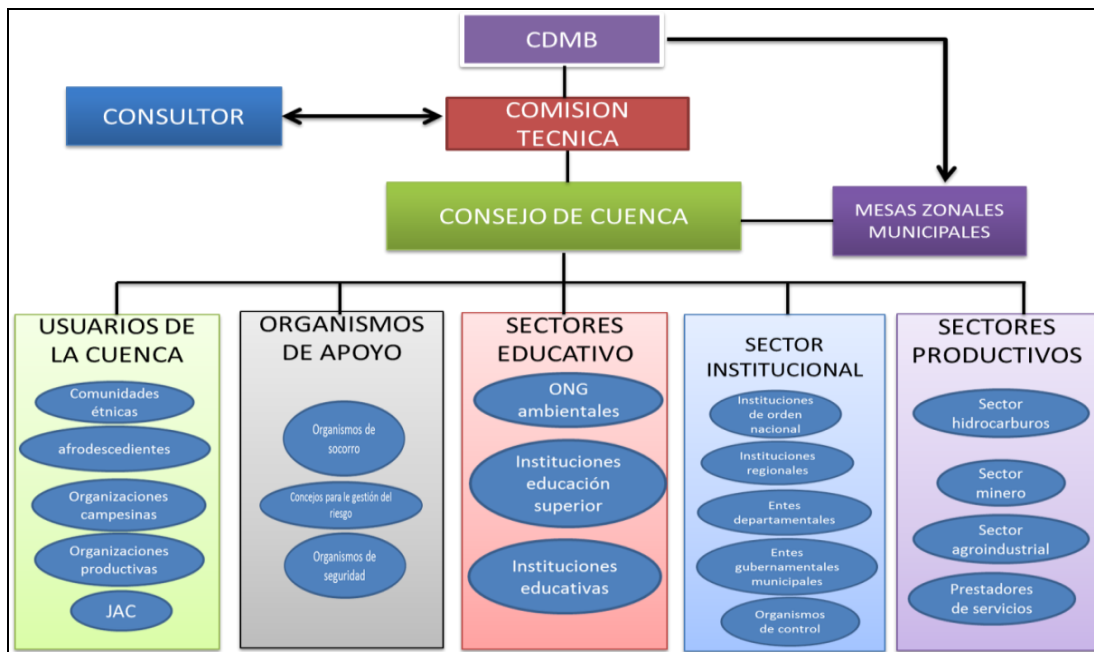 CDMB
CONSULTOR
COMISION
TECNICA
CONSEJO DE CUENCA
MESAS ZONALES
MUNICIPALES
USUARIOS DE
LA CUENCA
Comunidades
étnicas
afrodescedientes
Organizaciones
campesinas
Organizaciones
productivas
JAC
ORGANISMOS
DE APOYO
Organismos de
socorro
Concejos para le gestión del
riesgo
Organismos de
seguridad
SECTORES
EDUCATIVO
ONG
ambientales
Instituciones
educación
superior
Instituciones
educativas
SECTOR
INSTITUCIONAL
Instituciones
de orden
nacional
Instituciones
regionales
Entes
departamentales
Entes
gubernamentales
municipales
Organismos
de control
SECTORES
PRODUCTIVOS
Sector
hidrocarburos
Sector
minero
Sector
agroindustrial
Prestadores
de servicios